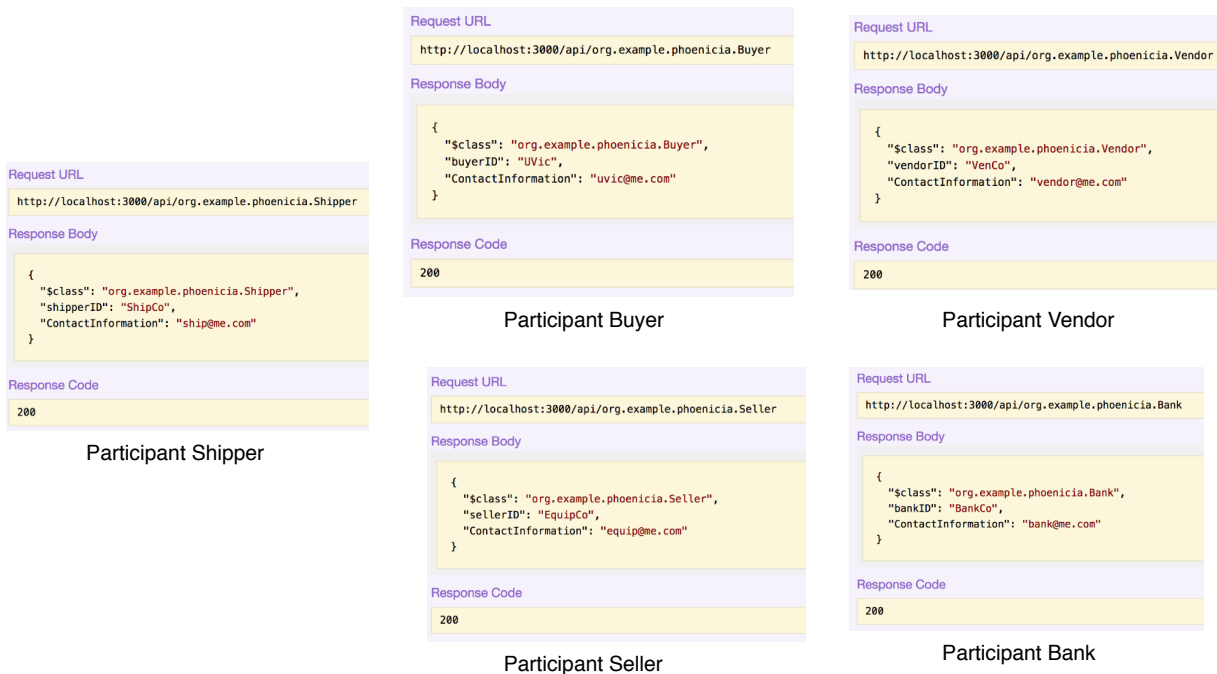 Request URL
http://localhost:3000/api/org.example.phoenicia.Shipper
Response Body
{
"$class": "org.example.phoenicia.Shipper",
"shipperID": "ShipCo",
"ContactInformation": "ship@me.com"
}
Response Code
200
Participant Shipper
Request URL
http://localhost:3000/api/org.example.phoenicia.Buyer
Response Body
{
"$class": "org.example.phoenicia.Buyer",
"buyerID": "UVic",
"ContactInformation": "uvic@me.com"
}
Response Code
200
Participant Buyer
Request URL
http://localhost:3000/api/org.example.phoenicia.Vendor
Response Body
{
"$class": "org.example.phoenicia.Vendor",
"vendorID": "VenCo",
"ContactInformation": "vendor@me.com"
}
Response Code
200
Participant Vendor
Request URL
http://localhost:3000/api/org.example.phoenicia.Seller
Response Body
{
"$class": "org.example.phoenicia.Seller",
"sellerID": "EquipCo",
"ContactInformation": "equip@me.com"
}
Response Code
200
Participant Seller
Request URL
http://localhost:3000/api/org.example.phoenicia.Bank
Response Body
{
"$class": "org.example.phoenicia.Bank",
"bankID": "BankCo",
"ContactInformation": "bank@me.com"
}
Response Code
200
Participant Bank